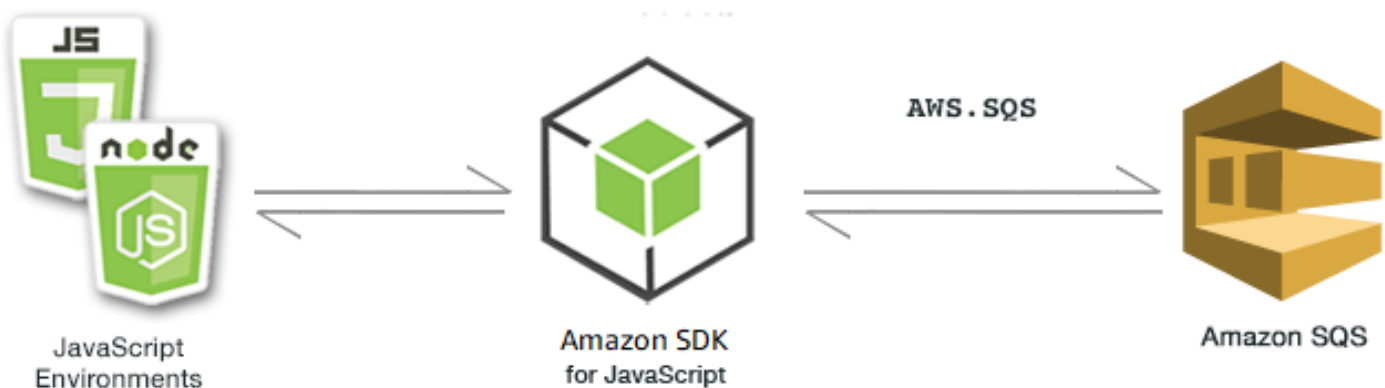 JS
node
JS
JavaScript
Environments
Amazon SDK
for JavaScript
AWS.SQS
Amazon SQS